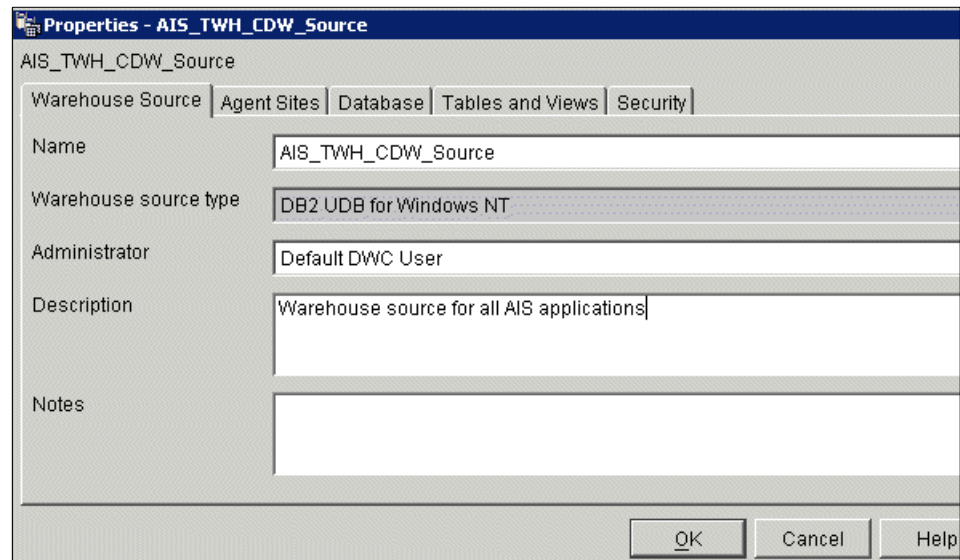 Properties - AIS_TWH_CDW_Source
AIS_TWH_CDW_Source
Warehouse Source Agent Sites Database Tables and Views Security
Name AIS_TWH_CDW_Source
Warehouse source type DB2 UDB for Windows NT
Administrator Default DWC User
Description Warehouse source for all AIS applications
Notes
OK Cancel Help